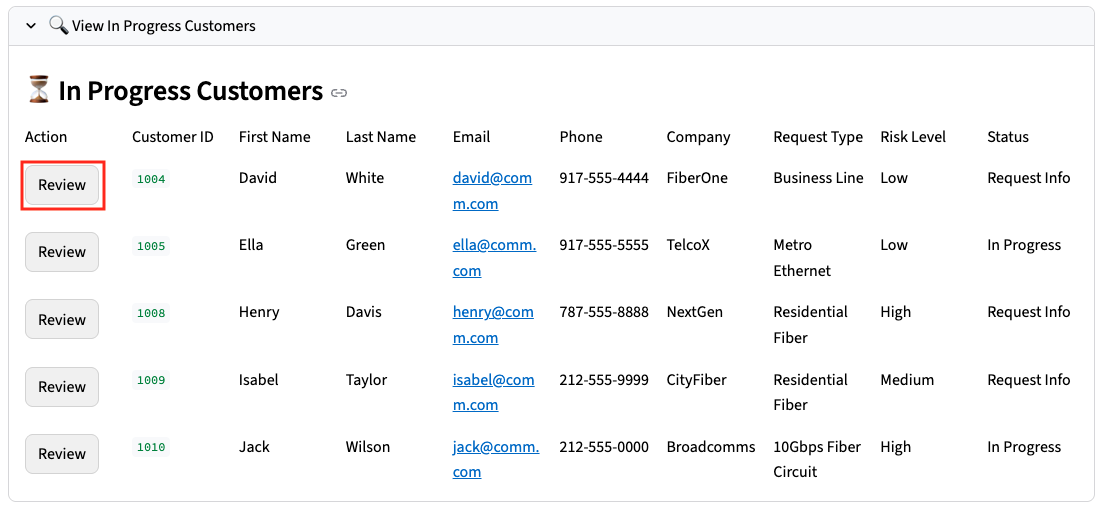 View In Progress Customers
In Progress Customers
Action Customer ID First Name Last Name Email Phone Company Request Type Risk Level Status
Review 1004 David White david@com 917-555-4444 FiberOne Business Line Low Request Info
m.com
Review 1005 Ella Green ella@comm. 917-555-5555 TelcoX Metro Low In Progress
com Ethernet
Review 1008 Henry Davis henry@com 787-555-8888 NextGen Residential High Request Info
m.com Fiber
Review 1009 Isabel Taylor isabel@com 212-555-9999 CityFiber Residential Medium Request Info
m.com Fiber
Review 1010 Jack Wilson jack@comm. 212-555-0000 Broadcomms 10Gbps Fiber High In Progress
com Circuit